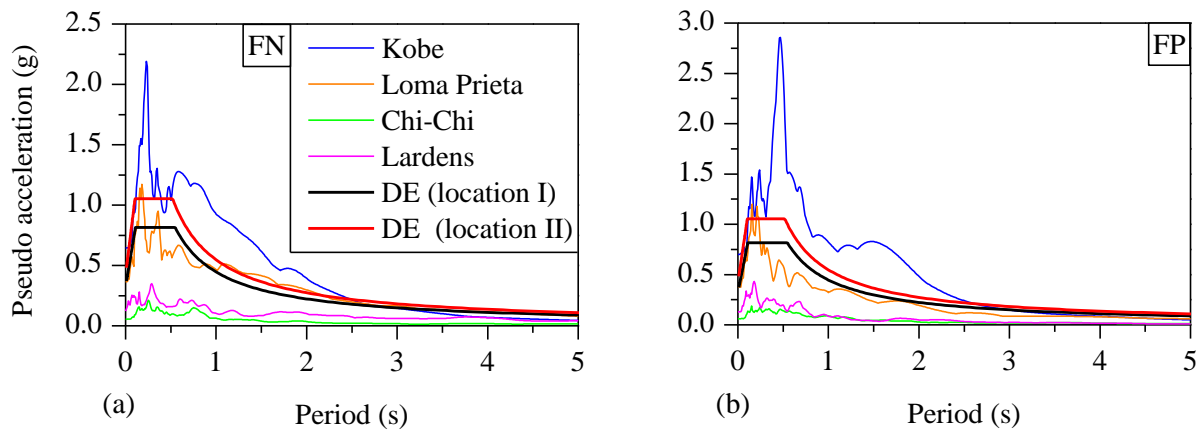 FN
Kobe
Loma Prieta
Chi-Chi
Lardens
DE (location I)
DE (location II)
2.5
2.0
1.5
1.0
0.5
0.0
Pseudo acceleration (g)
0 1 2 3 4 5
Period (s)
(a)
FP
3.0
2.5
2.0
1.5
1.0
0.5
0.0
0 1 2 3 4 5
Period (s)
(b)